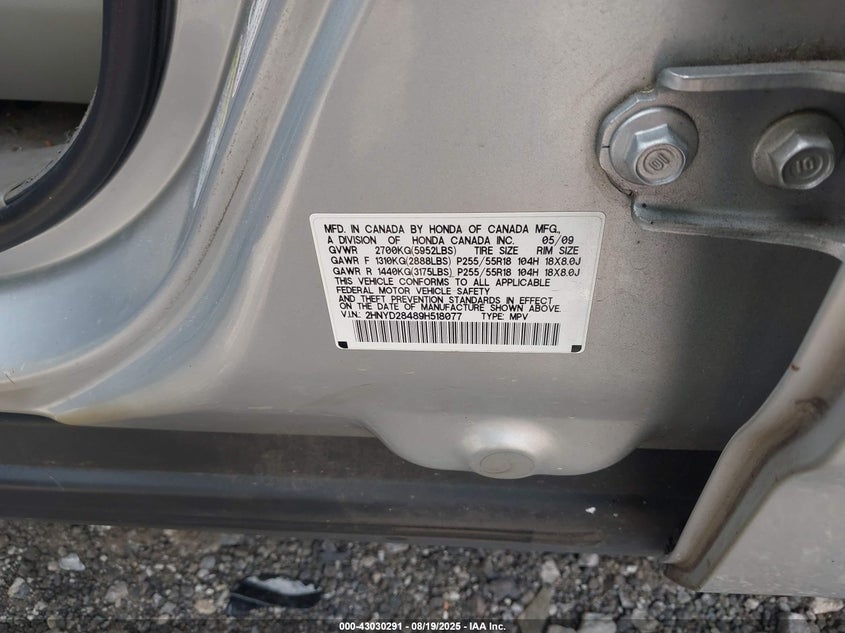 MFD. IN CANADA BY HONDA OF CANADA MFG.,
A DIVISION OF HONDA CANADA INC. 05/09
GVWR 2700KG(5952LBS) TIRE SIZE RIM SIZE
GAWR F 1310KG(2888LBS) P255/55R18 104H 18X8.0J
GAWR R 1440KG(3175LBS) P255/55R18 104H 18X8.0J
THIS VEHICLE CONFORMS TO ALL APPLICABLE
FEDERAL MOTOR VEHICLE SAFETY
AND THEFT PREVENTION STANDARDS IN EFFECT
ON THE DATE OF MANUFACTURE SHOWN ABOVE.
V.I.N.: 2HNYD28489H518077 TYPE: MPV
000-43030291 - 08/19/2025 - IAA Inc.